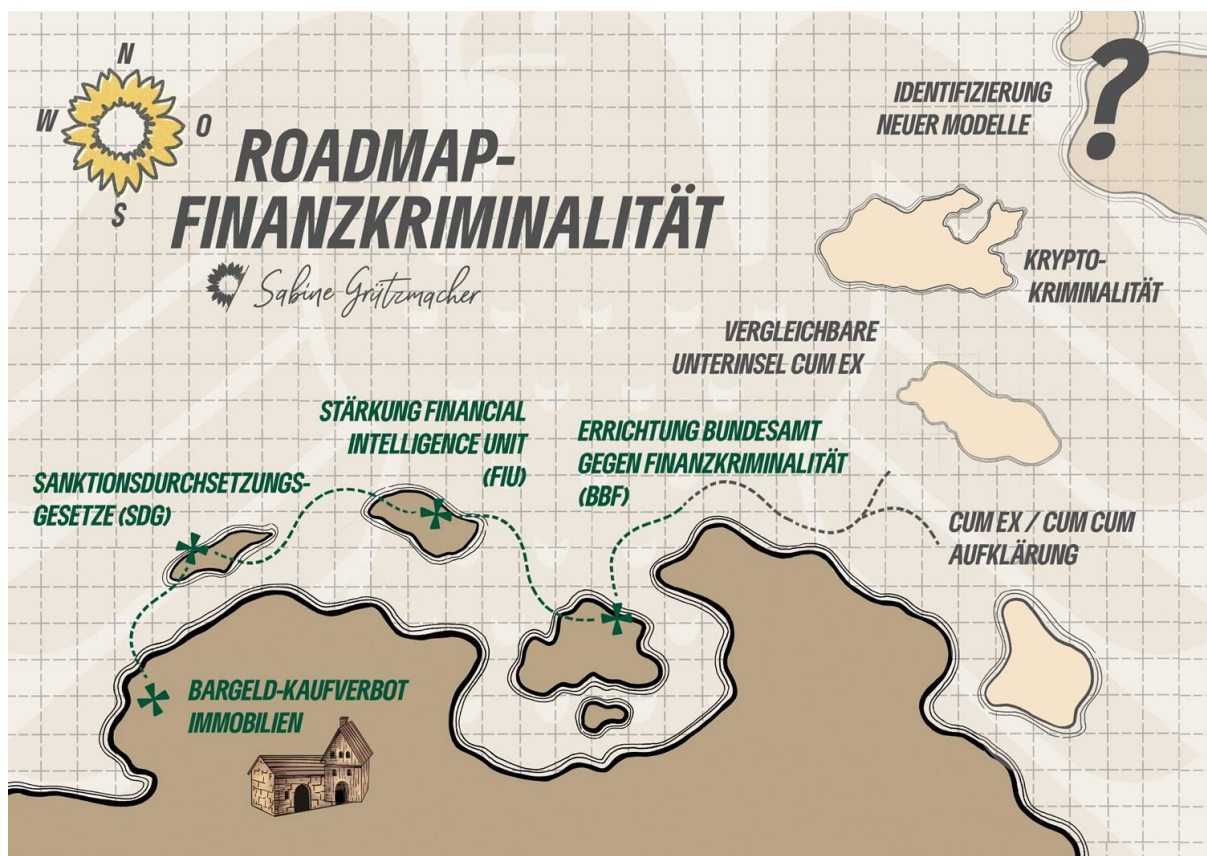 N
W
O
S
ROADMAP-
FINANZKRIMINALITÄT
Sabine Grützmacher
IDENTIFIZIERUNG
NEUER MODELLE
?
KRYPTO-
KRIMINALITÄT
VERGLEICHBARE
UNTERINSEL CUM EX
STÄRKUNG FINANCIAL
INTELLIGENCE UNIT
(FIU)
ERRICHTUNG BUNDESAMT
GEGEN FINANZKRIMINALITÄT
(BBF)
SANKTIONSDURCHSETZUNGS-
GESETZE (SDG)
CUM EX / CUM CUM
AUFKLÄRUNG
BARGELD-KAUFVERBOT
IMMOBILIEN